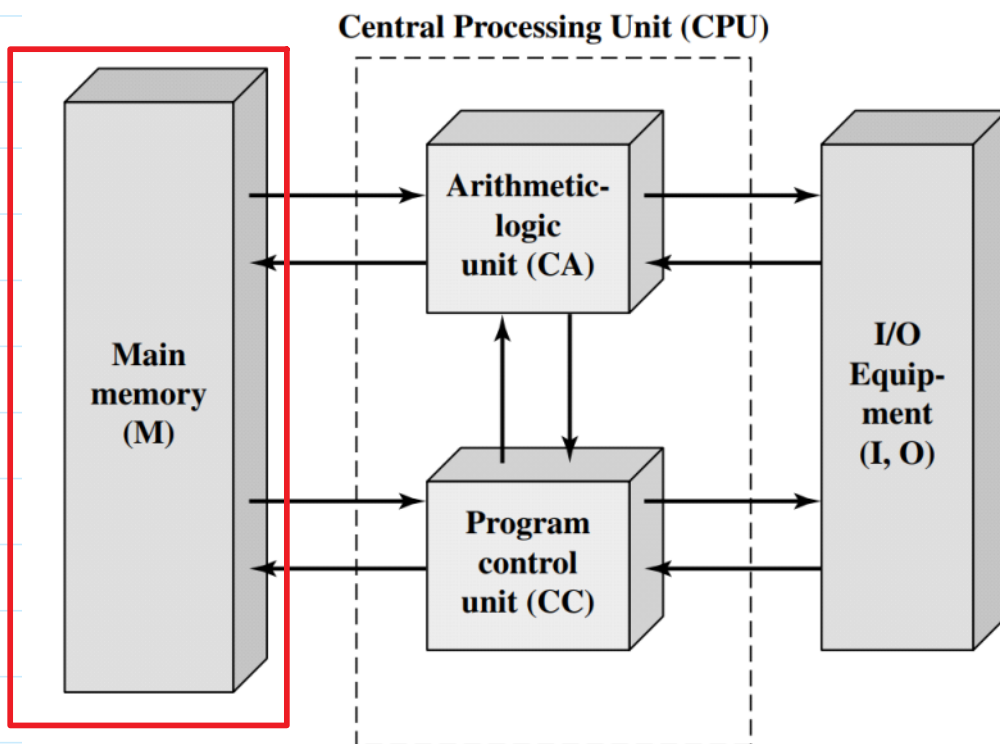 Central Processing Unit (CPU)
Main
memory
(M)
Arithmetic-
logic
unit (CA)
Program
control
unit (CC)
I/O
Equip-
ment
(I, O)